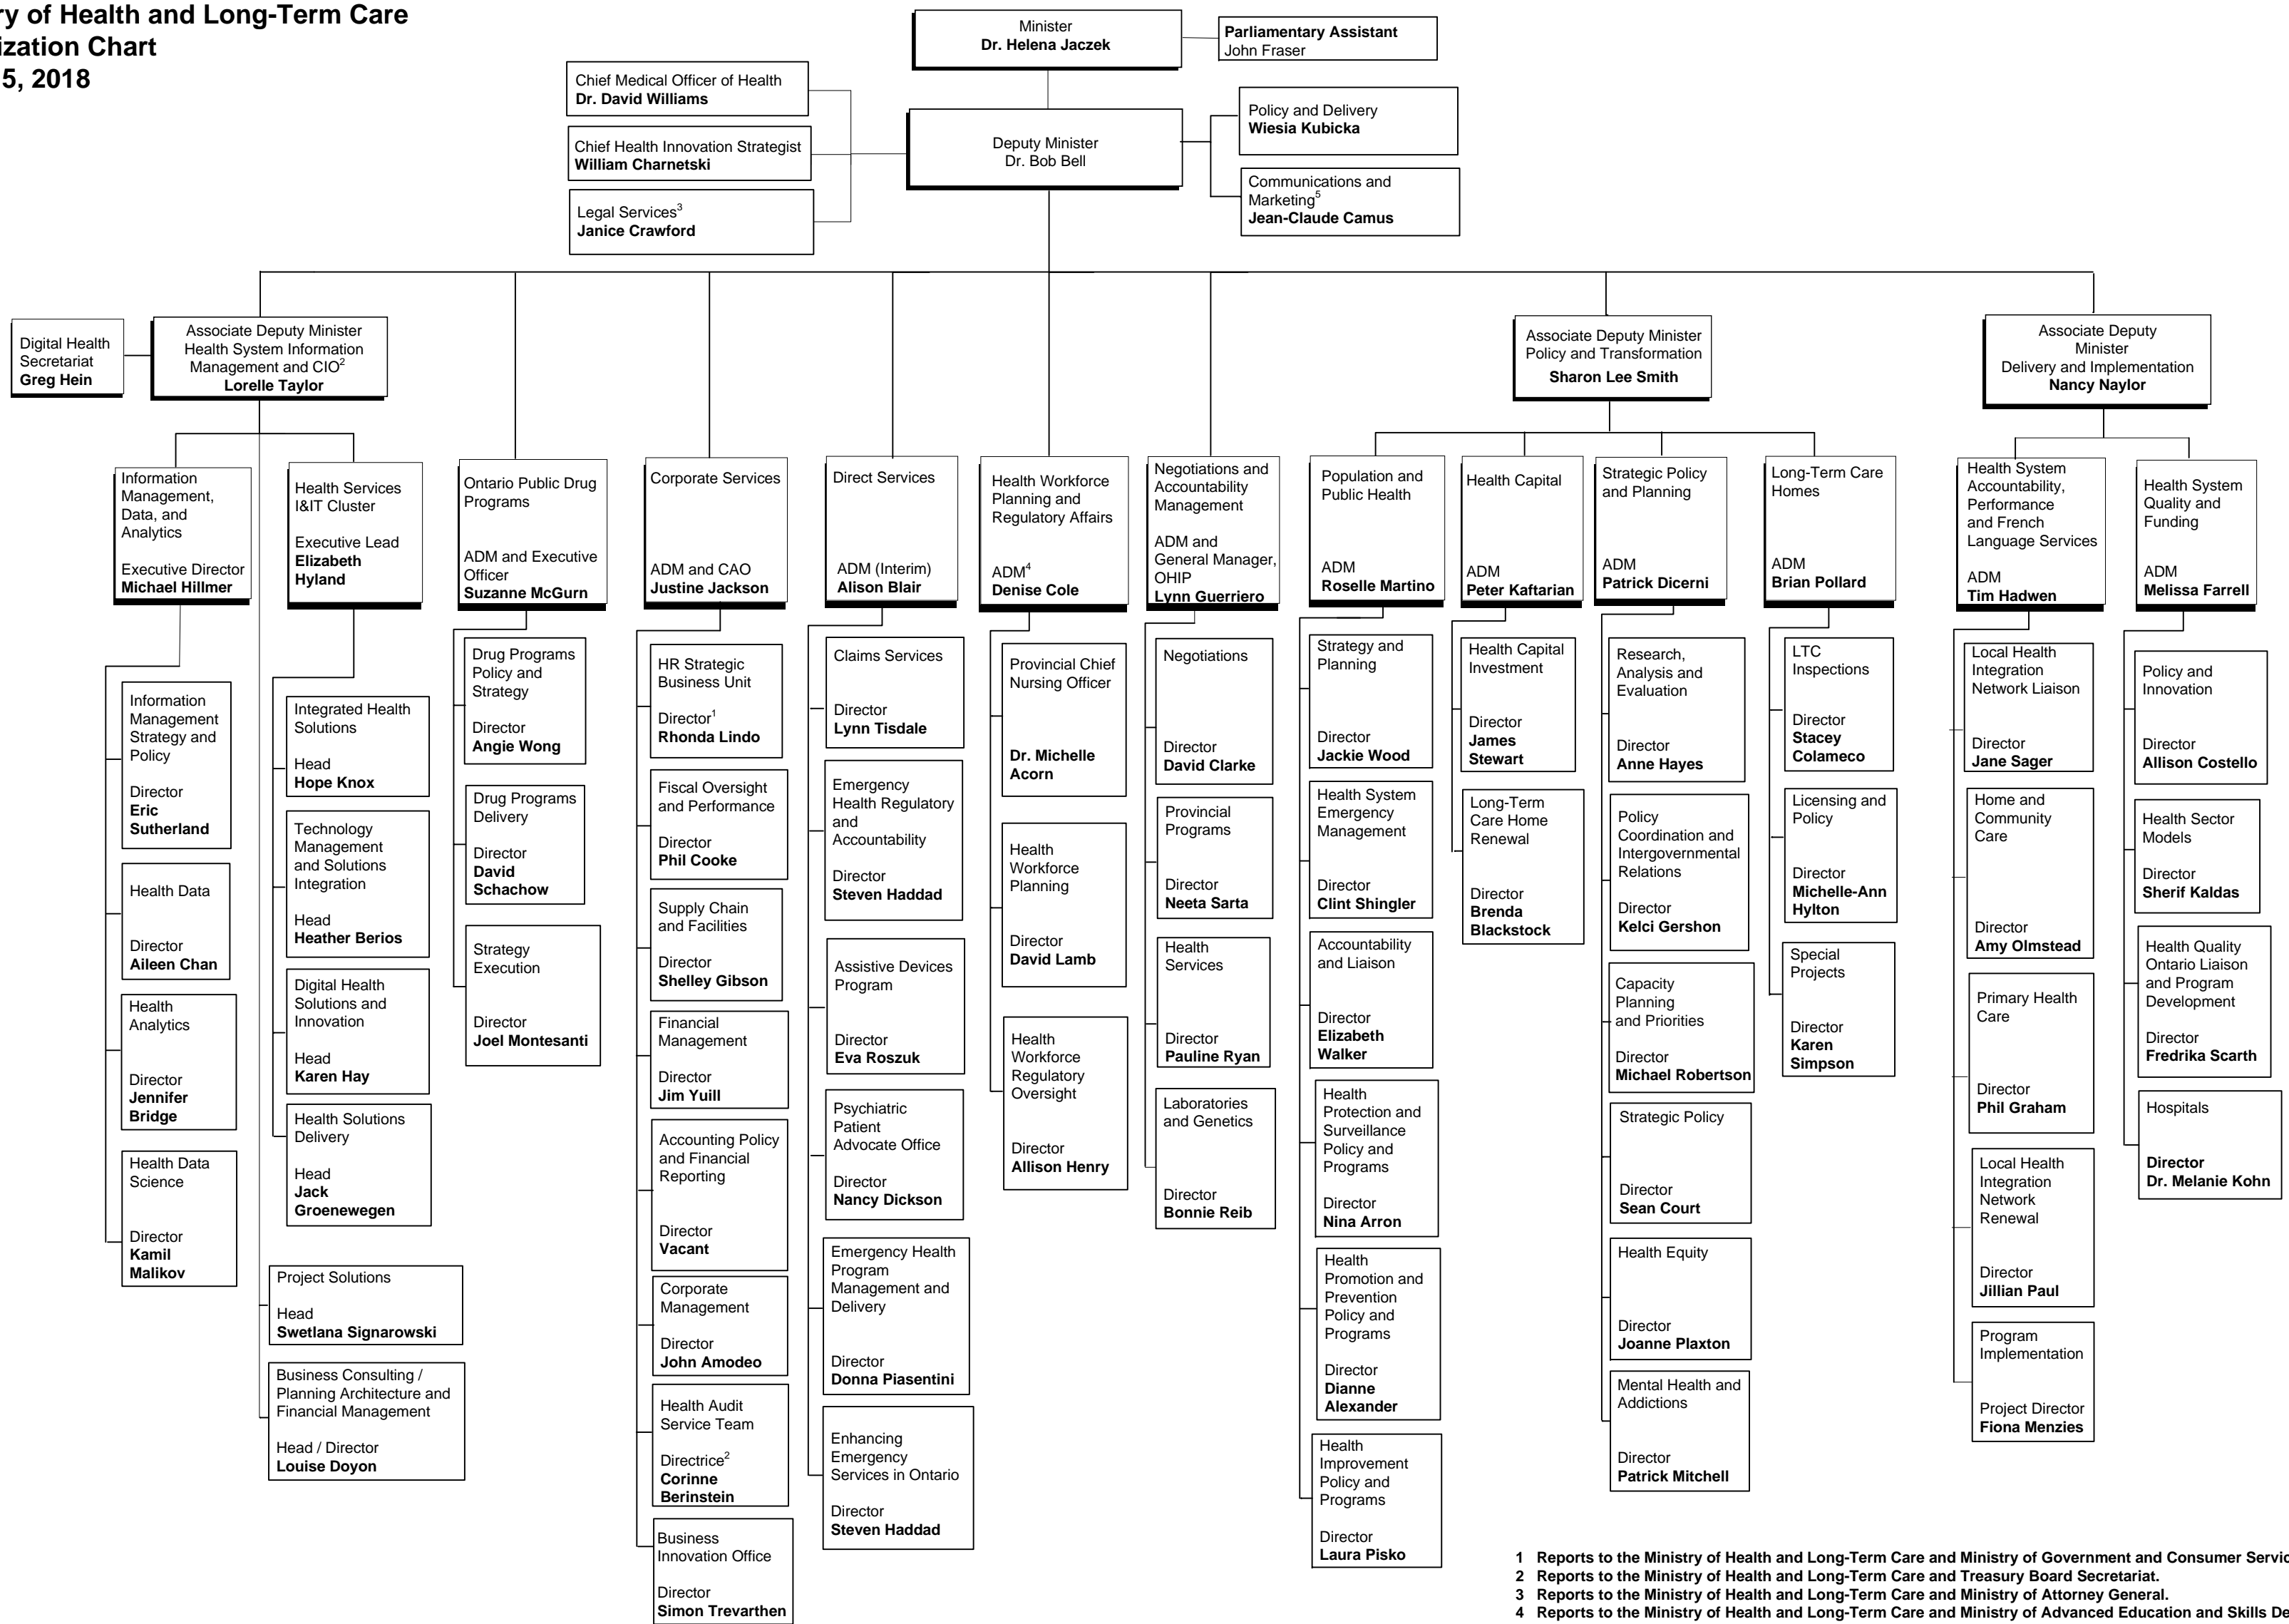 ry of Health and Long-Term Care
ization Chart
5, 2018
Minister
Dr. Helena Jaczek
Parliamentary Assistant
John Fraser
Chief Medical Officer of Health
Dr. David Williams
Chief Health Innovation Strategist
William Charnetski
Legal Services3
Janice Crawford
Deputy Minister
Dr. Bob Bell
Policy and Delivery
Wiesia Kubicka
Communications and
Marketing5
Jean-Claude Camus
Digital Health
Secretariat
Greg Hein
Associate Deputy Minister
Health System Information
Management and CIO2
Lorelle Taylor
Associate Deputy Minister
Policy and Transformation
Sharon Lee Smith
Associate Deputy
Minister
Delivery and Implementation
Nancy Naylor
Information
Management,
Data, and
Analytics
Executive Director
Michael Hillmer
Health Services
I&IT Cluster
Executive Lead
Elizabeth
Hyland
Ontario Public Drug
Programs
ADM and Executive
Officer
Suzanne McGurn
Corporate Services
ADM and CAO
Justine Jackson
Direct Services
ADM (Interim)
Alison Blair
Health Workforce
Planning and
Regulatory Affairs
ADM4
Denise Cole
Negotiations and
Accountability
Management
ADM and
General Manager,
OHIP
Lynn Guerriero
Population and
Public Health
ADM
Roselle Martino
Health Capital
ADM
Peter Kaftarian
Strategic Policy
and Planning
ADM
Patrick Dicerni
Long-Term Care
Homes
ADM
Brian Pollard
Health System
Accountability,
Performance
and French
Language Services
ADM
Tim Hadwen
Health System
Quality and
Funding
ADM
Melissa Farrell
Information
Management
Strategy and
Policy
Director
Eric
Sutherland
Health Data
Director
Aileen Chan
Health
Analytics
Director
Jennifer
Bridge
Health Data
Science
Director
Kamil
Malikov
Integrated Health
Solutions
Head
Hope Knox
Technology
Management
and Solutions
Integration
Head
Heather Berios
Digital Health
Solutions and
Innovation
Head
Karen Hay
Health Solutions
Delivery
Head
Jack
Groenewegen
Project Solutions
Head
Swetlana Signarowski
Business Consulting /
Planning Architecture and
Financial Management
Head / Director
Louise Doyon
Drug Programs
Policy and
Strategy
Director
Angie Wong
Drug Programs
Delivery
Director
David
Schachow
Strategy
Execution
Director
Joel Montesanti
HR Strategic
Business Unit
Director1
Rhonda Lindo
Fiscal Oversight
and Performance
Director
Phil Cooke
Supply Chain
and Facilities
Director
Shelley Gibson
Financial
Management
Director
Jim Yuill
Accounting Policy
and Financial
Reporting
Director
Vacant
Corporate
Management
Director
John Amodeo
Health Audit
Service Team
Directrice2
Corinne
Berinstein
Business
Innovation Office
Director
Simon Trevarthen
Claims Services
Director
Lynn Tisdale
Emergency
Health Regulatory
and
Accountability
Director
Steven Haddad
Assistive Devices
Program
Director
Eva Roszuk
Psychiatric
Patient
Advocate Office
Director
Nancy Dickson
Emergency Health
Program
Management and
Delivery
Director
Donna Piasentini
Enhancing
Emergency
Services in Ontario
Director
Steven Haddad
Provincial Chief
Nursing Officer
Dr. Michelle
Acorn
Health
Workforce
Planning
Director
David Lamb
Health
Workforce
Regulatory
Oversight
Director
Allison Henry
Negotiations
Director
David Clarke
Provincial
Programs
Director
Neeta Sarta
Health
Services
Director
Pauline Ryan
Laboratories
and Genetics
Director
Bonnie Reib
Strategy and
Planning
Director
Jackie Wood
Health System
Emergency
Management
Director
Clint Shingler
Accountability
and Liaison
Director
Elizabeth
Walker
Health
Protection and
Surveillance
Policy and
Programs
Director
Nina Arron
Health
Promotion and
Prevention
Policy and
Programs
Director
Dianne
Alexander
Health
Improvement
Policy and
Programs
Director
Laura Pisko
Health Capital
Investment
Director
James
Stewart
Long-Term
Care Home
Renewal
Director
Brenda
Blackstock
Research,
Analysis and
Evaluation
Director
Anne Hayes
Policy
Coordination and
Intergovernmental
Relations
Director
Kelci Gershon
Capacity
Planning
and Priorities
Director
Michael Robertson
Strategic Policy
Director
Sean Court
Health Equity
Director
Joanne Plaxton
Mental Health and
Addictions
Director
Patrick Mitchell
LTC
Inspections
Director
Stacey
Colameco
Licensing and
Policy
Director
Michelle-Ann
Hylton
Special
Projects
Director
Karen
Simpson
Local Health
Integration
Network Liaison
Director
Jane Sager
Home and
Community
Care
Director
Amy Olmstead
Primary Health
Care
Director
Phil Graham
Local Health
Integration
Network
Renewal
Director
Jillian Paul
Program
Implementation
Project Director
Fiona Menzies
Policy and
Innovation
Director
Allison Costello
Health Sector
Models
Director
Sherif Kaldas
Health Quality
Ontario Liaison
and Program
Development
Director
Fredrika Scarth
Hospitals
Director
Dr. Melanie Kohn
1 Reports to the Ministry of Health and Long-Term Care and Ministry of Government and Consumer Servic
2 Reports to the Ministry of Health and Long-Term Care and Treasury Board Secretariat.
3 Reports to the Ministry of Health and Long-Term Care and Ministry of Attorney General.
4 Reports to the Ministry of Health and Long-Term Care and Ministry of Advanced Education and Skills De